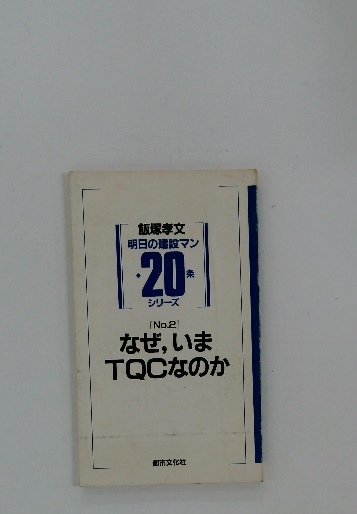 飯塚孝文
明日の建設マン
・20条
シリーズ
[No.2]
なぜ,いま
TQCなのか
都市文化社